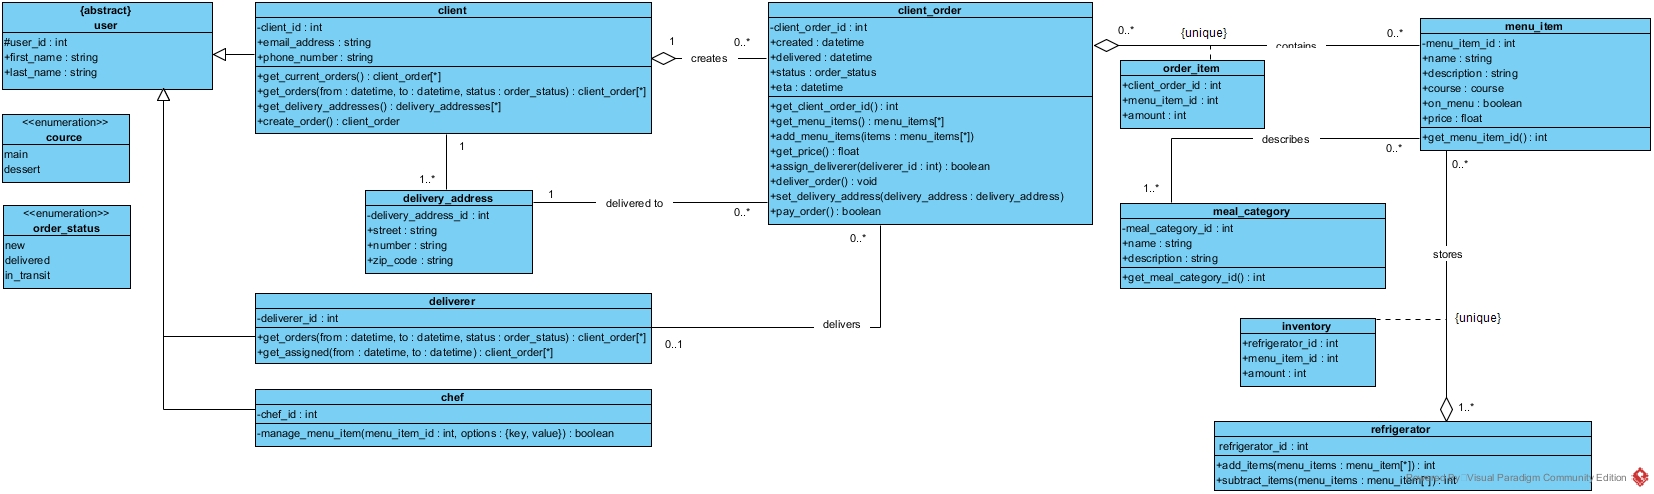 {abstract}
user
#user_id : int
+first_name : string
+last_name : string
<<enumeration>>
cource
main
dessert
<<enumeration>>
order_status
new
delivered
in_transit
client
-client_id : int
+email_address : string
+phone_number : string
+get_current_orders() : client_order[*]
+get_orders(from : datetime, to : datetime, status : order_status) : client_order[*]
+get_delivery_addresses() : delivery_addresses[*]
+create_order() : client_order
1
0..*
creates
1
1..*
delivery_address
-delivery_address_id : int
+street : string
+number : string
+zip_code : string
1
delivered to
0..*
deliverer
-deliverer_id : int
+get_orders(from : datetime, to : datetime, status : order_status) : client_order[*]
+get_assigned(from : datetime, to : datetime) : client_order[*]
0..1
delivers
0..*
chef
-chef_id : int
-manage_menu_item(menu_item_id : int, options : {key, value}) : boolean
client_order
-client_order_id : int
+created : datetime
+delivered : datetime
+status : order_status
+eta : datetime
+get_client_order_id() : int
+get_menu_items() : menu_items[*]
+add_menu_items(items : menu_items[*])
+get_price() : float
+assign_deliverer(deliverer_id : int) : boolean
+deliver_order() : void
+set_delivery_address(delivery_address : delivery_address)
+pay_order() : boolean
0..*
{unique}
contains
0..*
order_item
+client_order_id : int
+menu_item_id : int
+amount : int
menu_item
-menu_item_id : int
+name : string
+description : string
+course : course
+on_menu : boolean
+price : float
+get_menu_item_id() : int
describes
0..*
1..*
meal_category
-meal_category_id : int
+name : string
+description : string
+get_meal_category_id() : int
0..*
stores
{unique}
inventory
+refrigerator_id : int
+menu_item_id : int
+amount : int
1..*
refrigerator
refrigerator_id : int
+add_items(menu_items : menu_item[*]) : int
+subtract_items(menu_items : menu_item[*]) : int
Powered By Visual Paradigm Community Edition